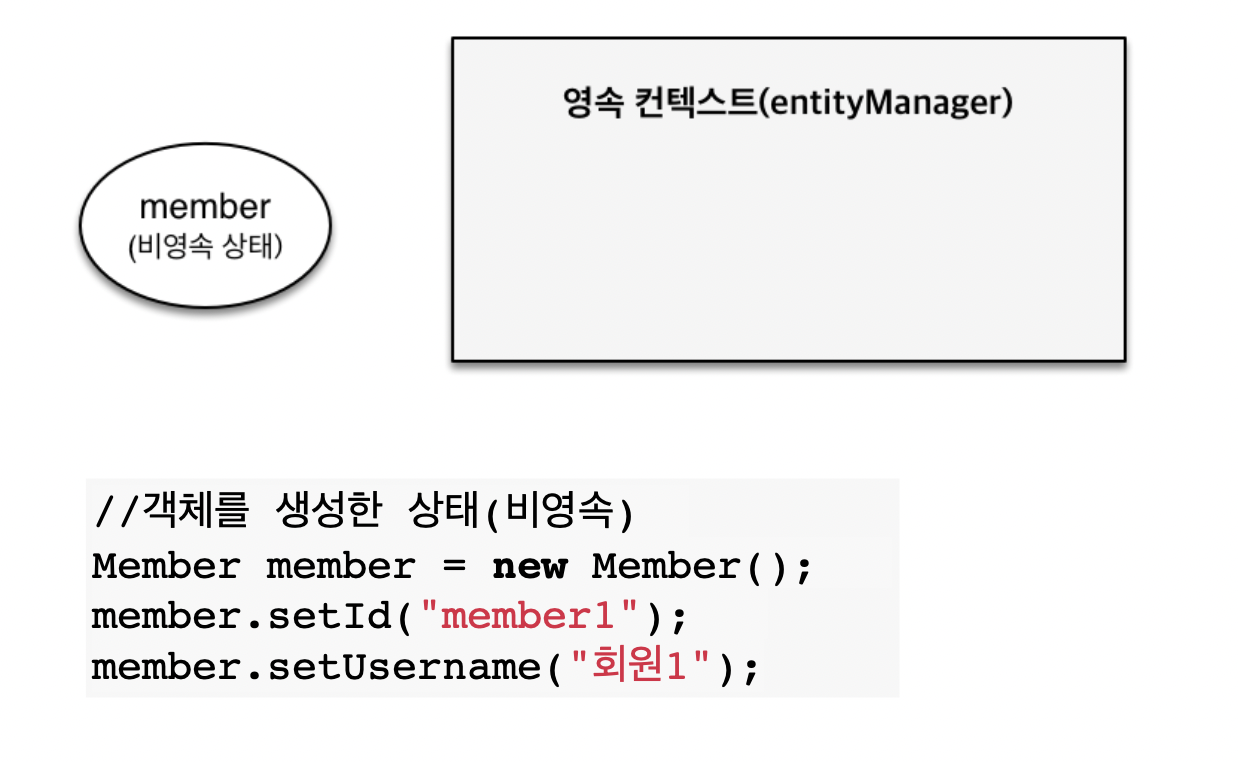 영속 컨텍스트(entityManager)
member
(비영속 상태)
//객체를 생성한 상태(비영속)
Member member = new Member();
member.setId("member1");
member.setUsername("회원1");